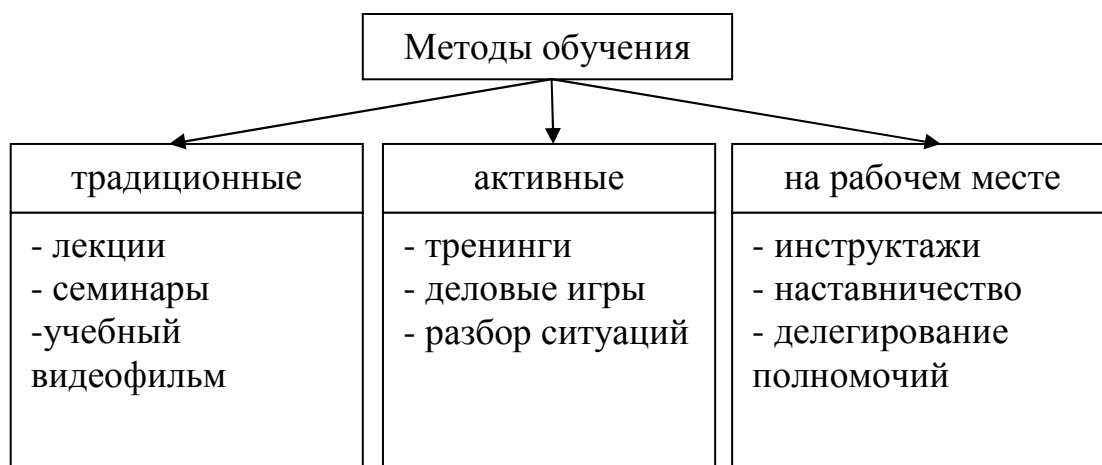 Методы обучения
традиционные
- лекции
- семинары
-учебный
видеофильм
активные
- тренинги
- деловые игры
- разбор ситуаций
на рабочем месте
- инструктажи
- наставничество
- делегирование
полномочий